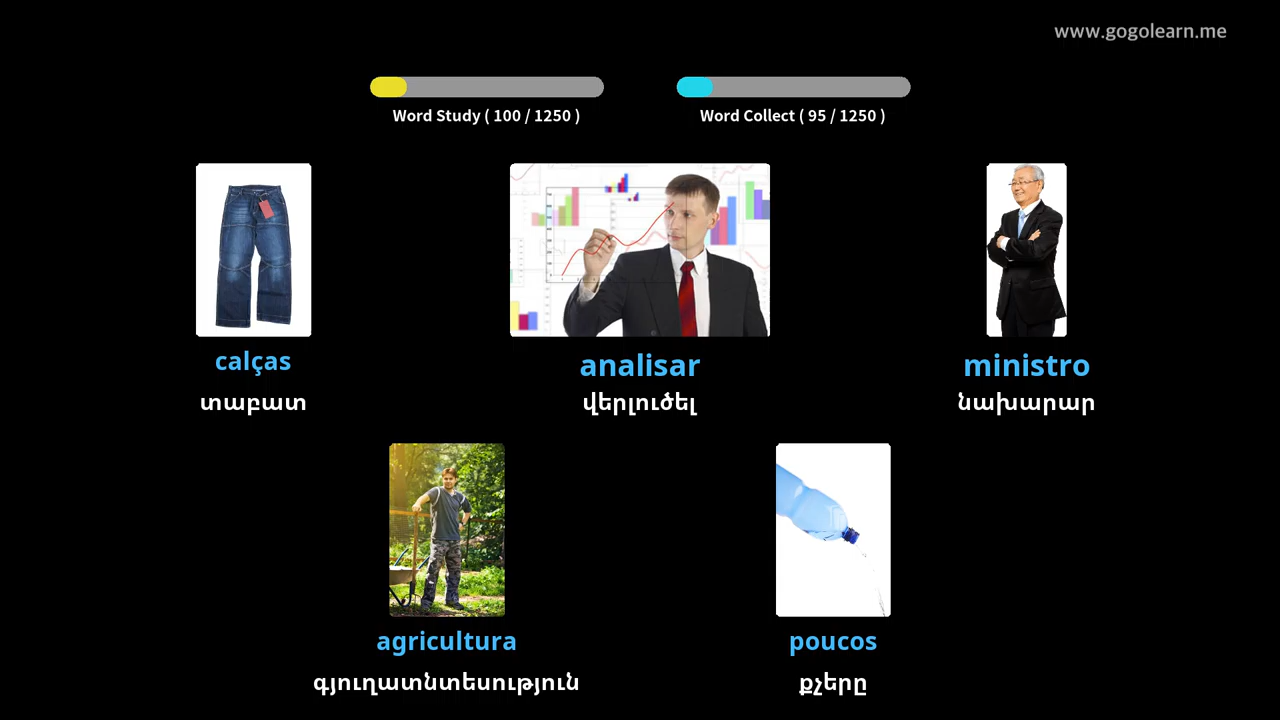 www.gogolearn.me
Word Study ( 100 / 1250 )
Word Collect ( 95 / 1250 )
calças
analisar
ministro
տաբատ
վերլուծել
նախարար
agricultura
poucos
գյուղատնտեսություն
քչերը